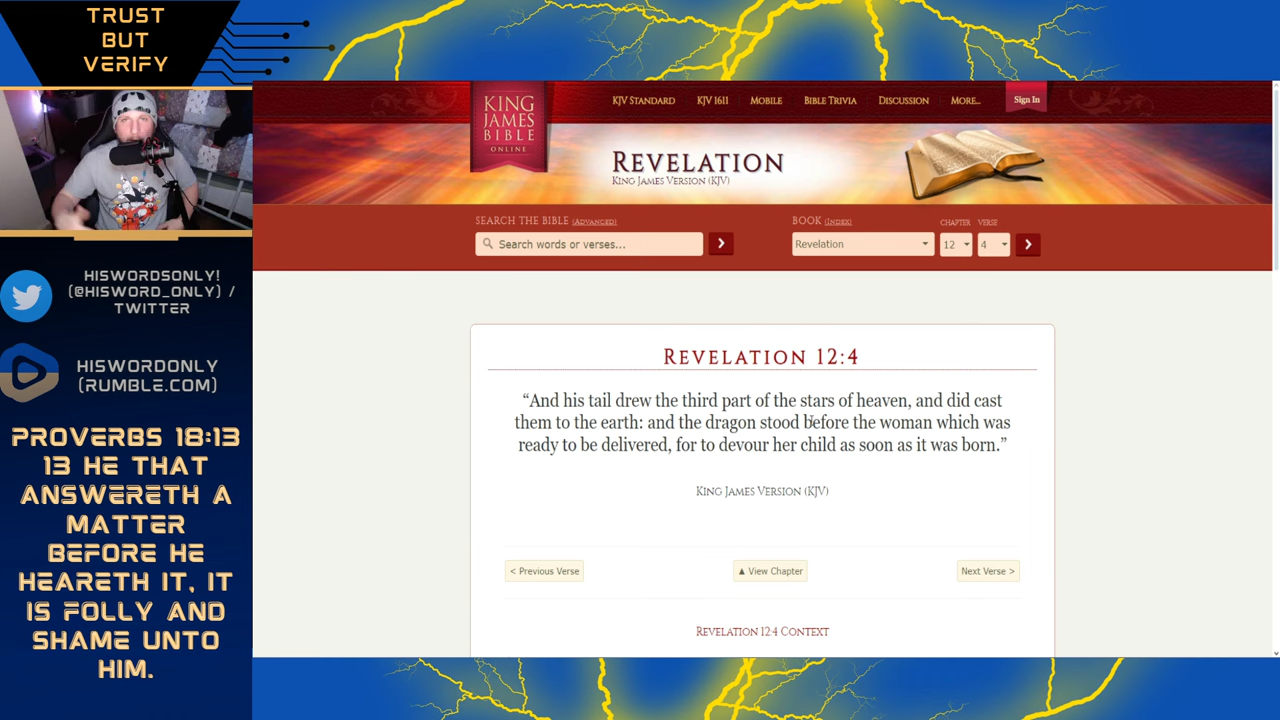 TRUST
BUT
VERIFY
HISWORDSONLY!
(@HISWORD_ONLY) /
TWITTER
HISWORDONLY
(RUMBLE.COM)
PROVERBS 18:13
13 HE THAT
ANSWERETH A
MATTER
BEFORE HE
HEARETH IT, IT
IS FOLLY AND
SHAME UNTO
HIM.
KING
JAMES
BIBLE
ONLINE
KJV STANDARD KJV 1611 MOBILE BIBLE TRIVIA DISCUSSION MORE... Sign In
REVELATION
KING JAMES VERSION (KJV)
SEARCH THE BIBLE (ADVANCED) BOOK (INDEX) CHAPTER VERSE
Search words or verses... Revelation 12 4
REVELATION 12:4
“And his tail drew the third part of the stars of heaven, and did cast
them to the earth: and the dragon stood before the woman which was
ready to be delivered, for to devour her child as soon as it was born.”
KING JAMES VERSION (KJV)
< Previous Verse ▲ View Chapter Next Verse >
REVELATION 12:4 CONTEXT